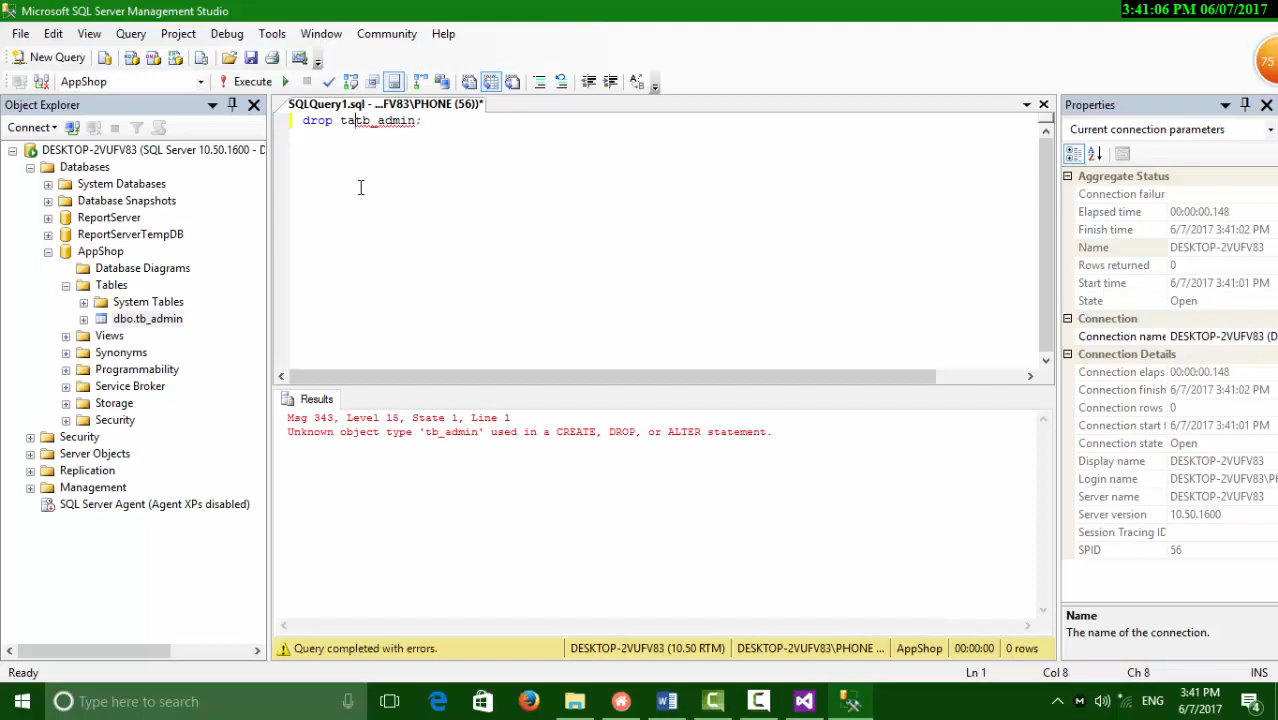 Microsoft SQL Server Management Studio
3:41:06 PM 06/07/2017
File Edit View Query Project Debug Tools Window Community Help
New Query
75
AppShop Execute
Object Explorer
SQLQuery1.sql - ...FV83\PHONE (56))*
Properties
Connect
drop tatb_admin;
Current connection parameters
DESKTOP-2VUFV83 (SQL Server 10.50.1600 - D
Databases
System Databases
Database Snapshots
ReportServer
ReportServerTempDB
AppShop
Database Diagrams
Tables
System Tables
dbo.tb_admin
Views
Synonyms
Programmability
Service Broker
Storage
Security
Security
Server Objects
Replication
Management
SQL Server Agent (Agent XPs disabled)
Results
Msg 343, Level 15, State 1, Line 1
Unknown object type 'tb_admin' used in a CREATE, DROP, or ALTER statement.
Aggregate Status
Connection failur
Elapsed time 00:00:00.148
Finish time 6/7/2017 3:41:02 PM
Name DESKTOP-2VUFV83
Rows returned 0
Start time 6/7/2017 3:41:01 PM
State Open
Connection
Connection name DESKTOP-2VUFV83 (D
Connection Details
Connection elaps 00:00:00.148
Connection finish 6/7/2017 3:41:02 PM
Connection rows 0
Connection start t 6/7/2017 3:41:01 PM
Connection state Open
Display name DESKTOP-2VUFV83
Login name DESKTOP-2VUFV83\PH
Server name DESKTOP-2VUFV83
Server version 10.50.1600
Session Tracing ID
SPID 56
Name
The name of the connection.
Query completed with errors. DESKTOP-2VUFV83 (10.50 RTM) DESKTOP-2VUFV83\PHONE ... AppShop 00:00:00 0 rows
Ready Ln 1 Col 8 Ch 8 INS
Type here to search
ENG
3:41 PM
6/7/2017
4